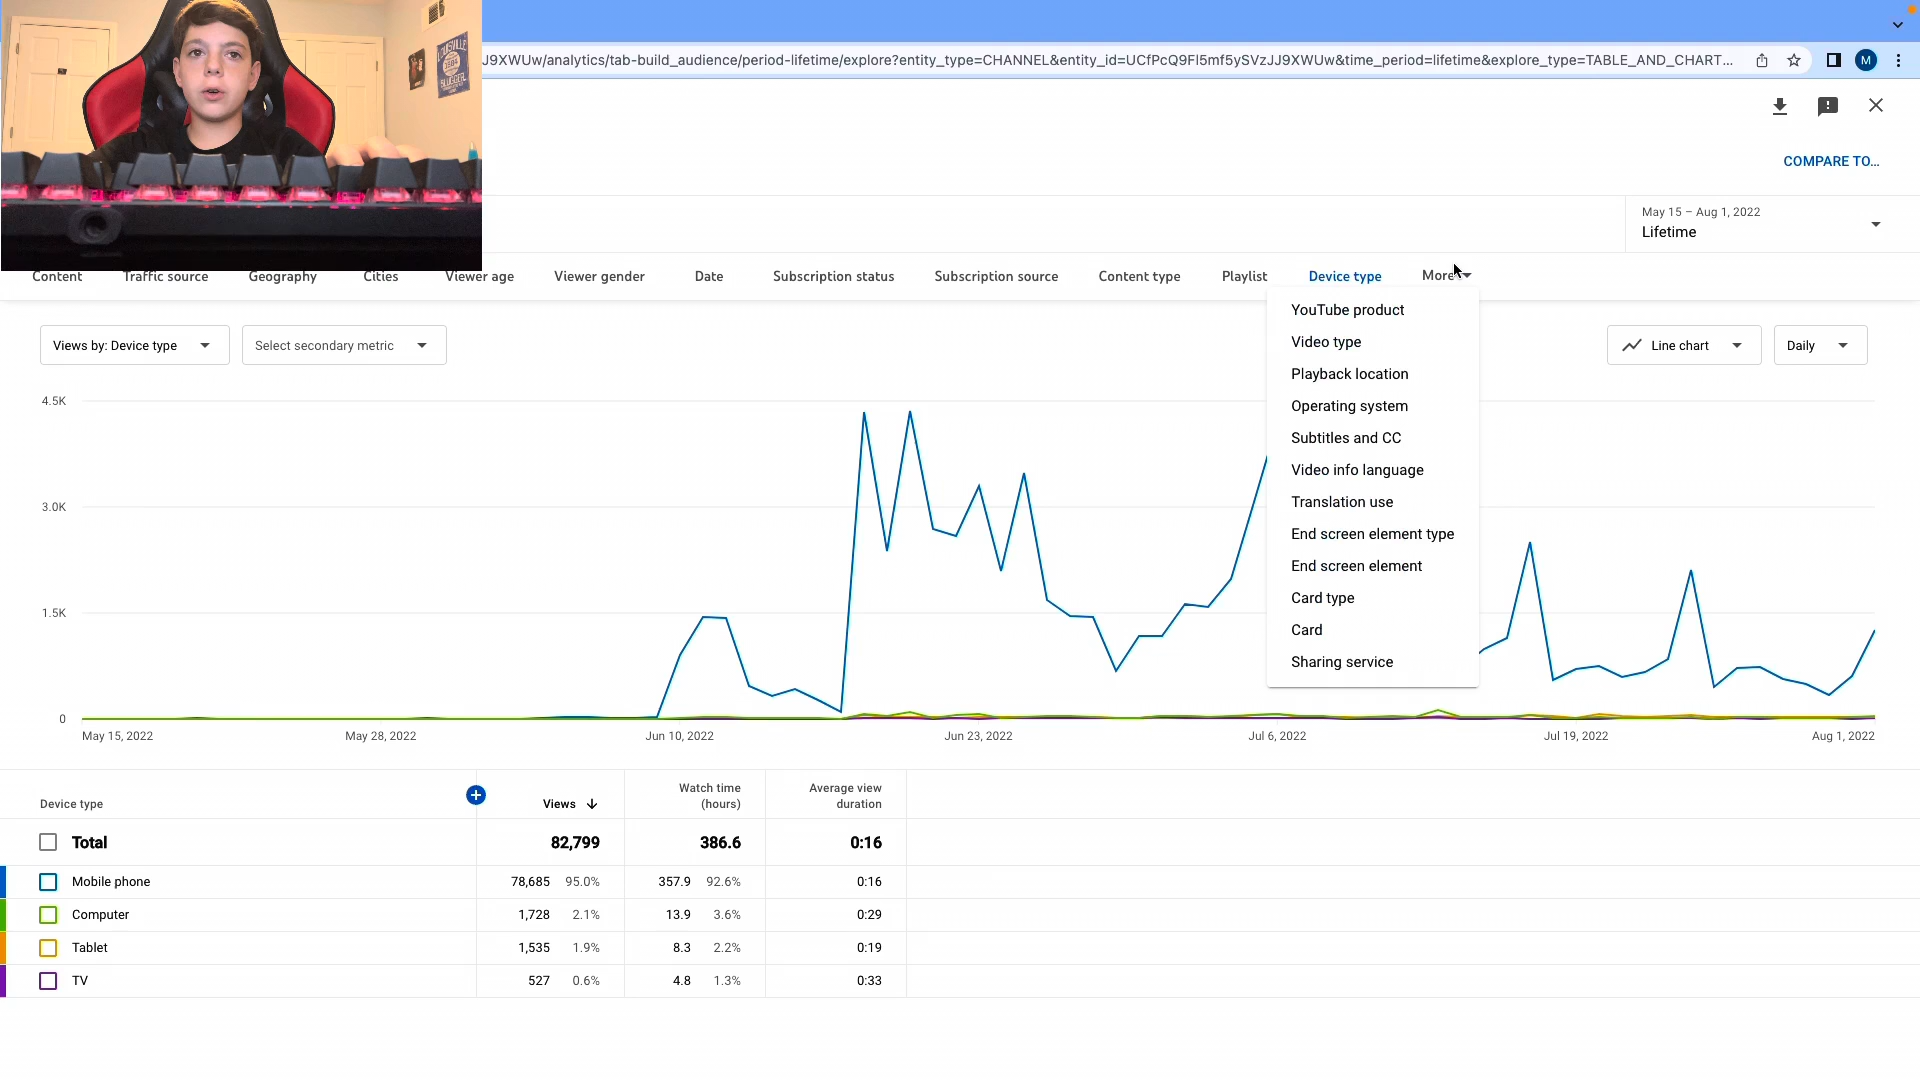 LOUISVILLE
1884
SLUGGER
J9XWUw/analytics/tab-build_audience/period-lifetime/explore?entity_type=CHANNEL&entity_id=UCfPcQ9Fl5mf5ySVzJJ9XWUw&time_period=lifetime&explore_type=TABLE_AND_CHART...
M
COMPARE TO...
May 15 – Aug 1, 2022
Lifetime
Content Traffic source Geography Cities Viewer age Viewer gender Date Subscription status Subscription source Content type Playlist Device type More
YouTube product
Video type
Playback location
Operating system
Subtitles and CC
Video info language
Translation use
End screen element type
End screen element
Card type
Card
Sharing service
Views by: Device type Select secondary metric Line chart Daily
4.5K
3.0K
1.5K
0
May 15, 2022 May 28, 2022 Jun 10, 2022 Jun 23, 2022 Jul 6, 2022 Jul 19, 2022 Aug 1, 2022
Device type Views Watch time (hours) Average view duration
Total 82,799 386.6 0:16
Mobile phone 78,685 95.0% 357.9 92.6% 0:16
Computer 1,728 2.1% 13.9 3.6% 0:29
Tablet 1,535 1.9% 8.3 2.2% 0:19
TV 527 0.6% 4.8 1.3% 0:33